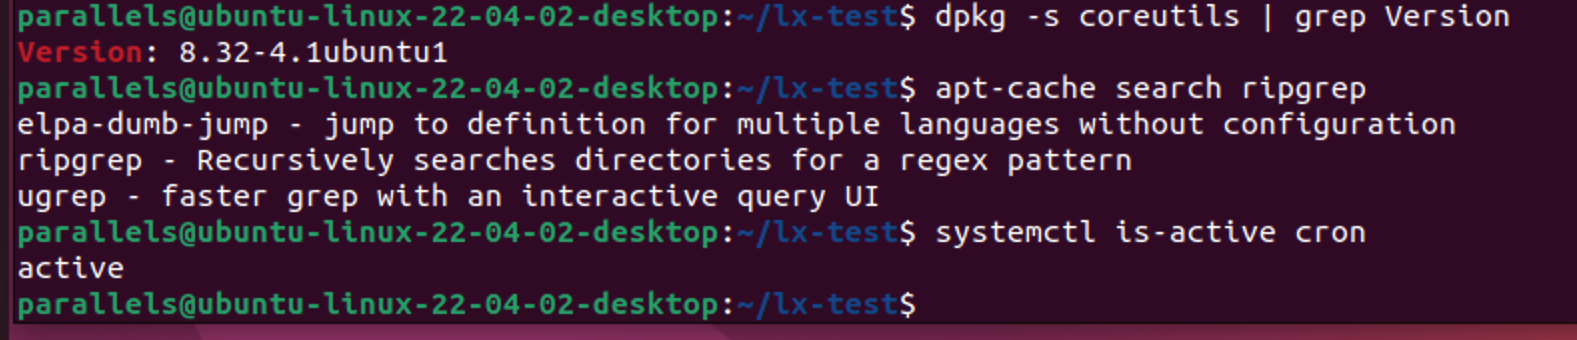 parallels@ubuntu-linux-22-04-02-desktop:~/lx-test$ dpkg -s coreutils | grep Version
Version: 8.32-4.1ubuntu1
parallels@ubuntu-linux-22-04-02-desktop:~/lx-test$ apt-cache search ripgrep
elpa-dumb-jump - jump to definition for multiple languages without configuration
ripgrep - Recursively searches directories for a regex pattern
ugrep - faster grep with an interactive query UI
parallels@ubuntu-linux-22-04-02-desktop:~/lx-test$ systemctl is-active cron
active
parallels@ubuntu-linux-22-04-02-desktop:~/lx-test$